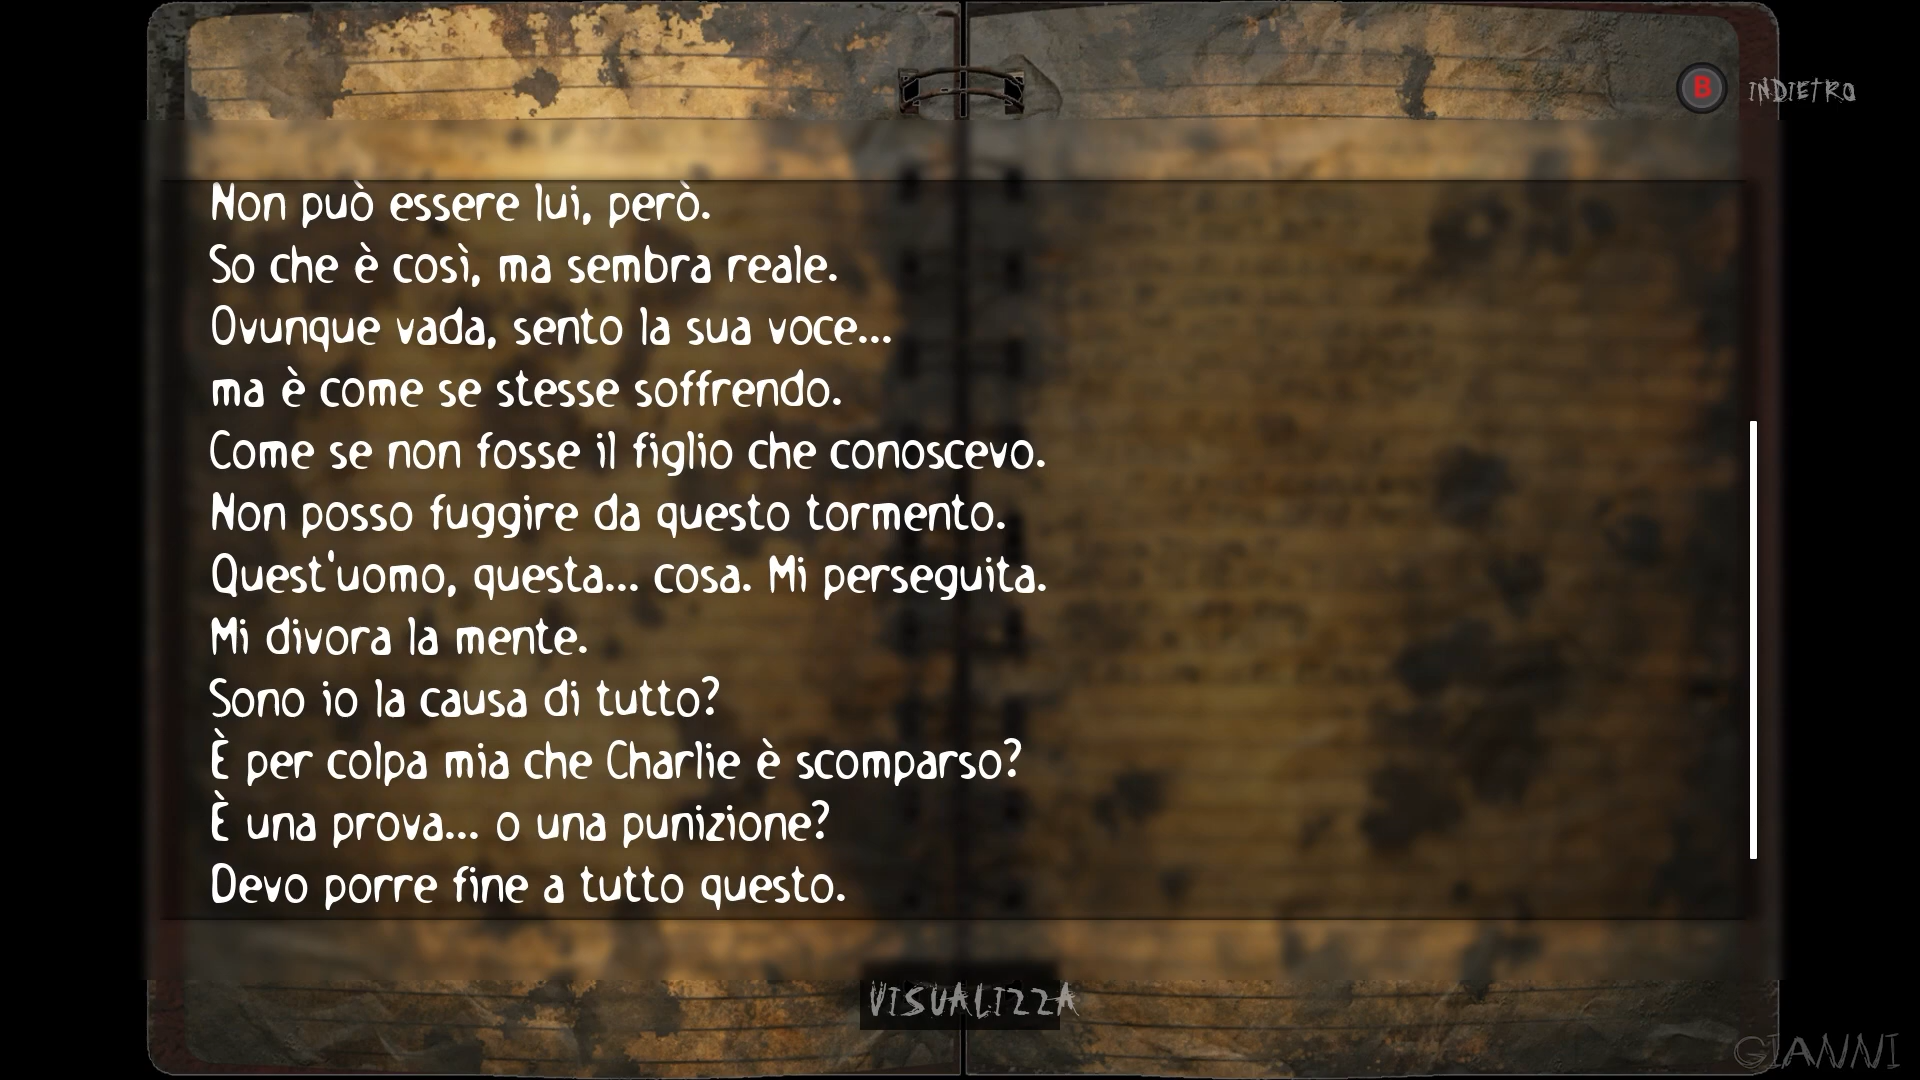 INDIETRO
Non può essere lui, però.
So che è così, ma sembra reale.
Ovunque vada, sento la sua voce...
ma è come se stesse soffrendo.
Come se non fosse il figlio che conoscevo.
Non posso fuggire da questo tormento.
Quest'uomo, questa... cosa. Mi perseguita.
Mi divora la mente.
Sono io la causa di tutto?
È per colpa mia che Charlie è scomparso?
È una prova... o una punizione?
Devo porre fine a tutto questo.
VISUALIZZA
GIANNI